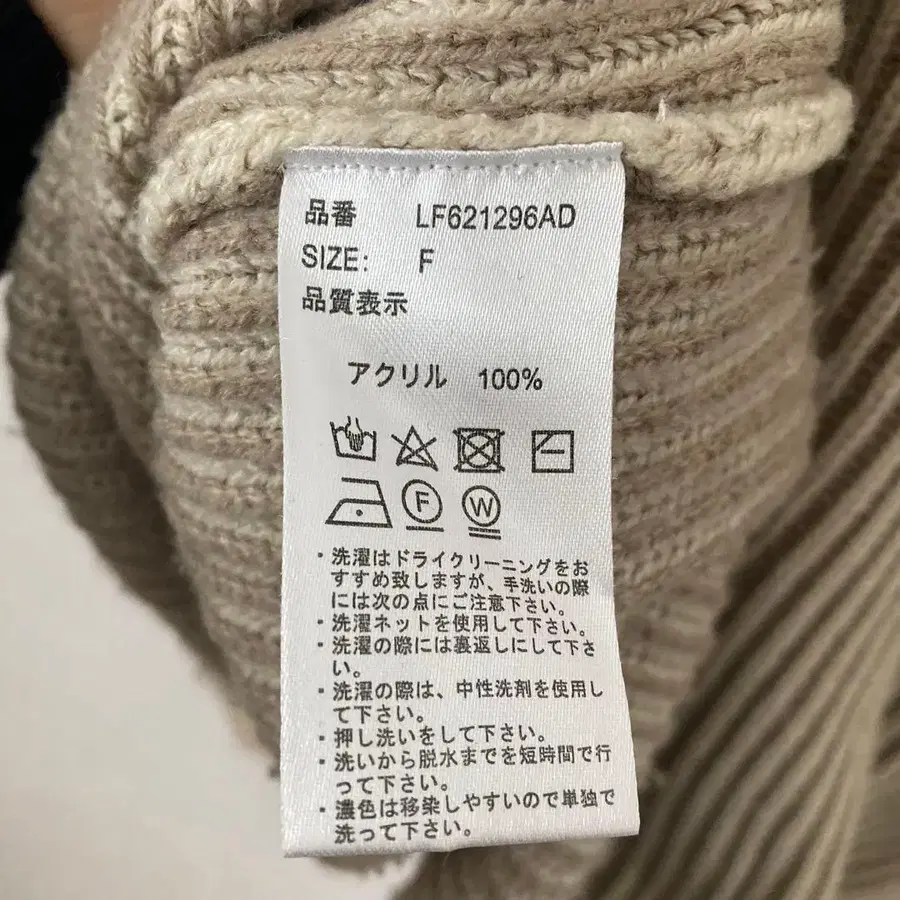 品番 LF621296AD
SIZE: F
品質表示
アクリル 100%
F W
・洗濯はドライクリーニングをお
すすめ致しますが、手洗いの際
には次の点にご注意下さい。
・洗濯ネットを使用して下さい。
・洗濯の際には裏返しにして下さ
い。
・洗濯の際は、中性洗剤を使用し
て下さい。
・押し洗いをして下さい。
・洗いから脱水までを短時間で行
って下さい。
・濃色は移染しやすいので単独で
洗って下さい。